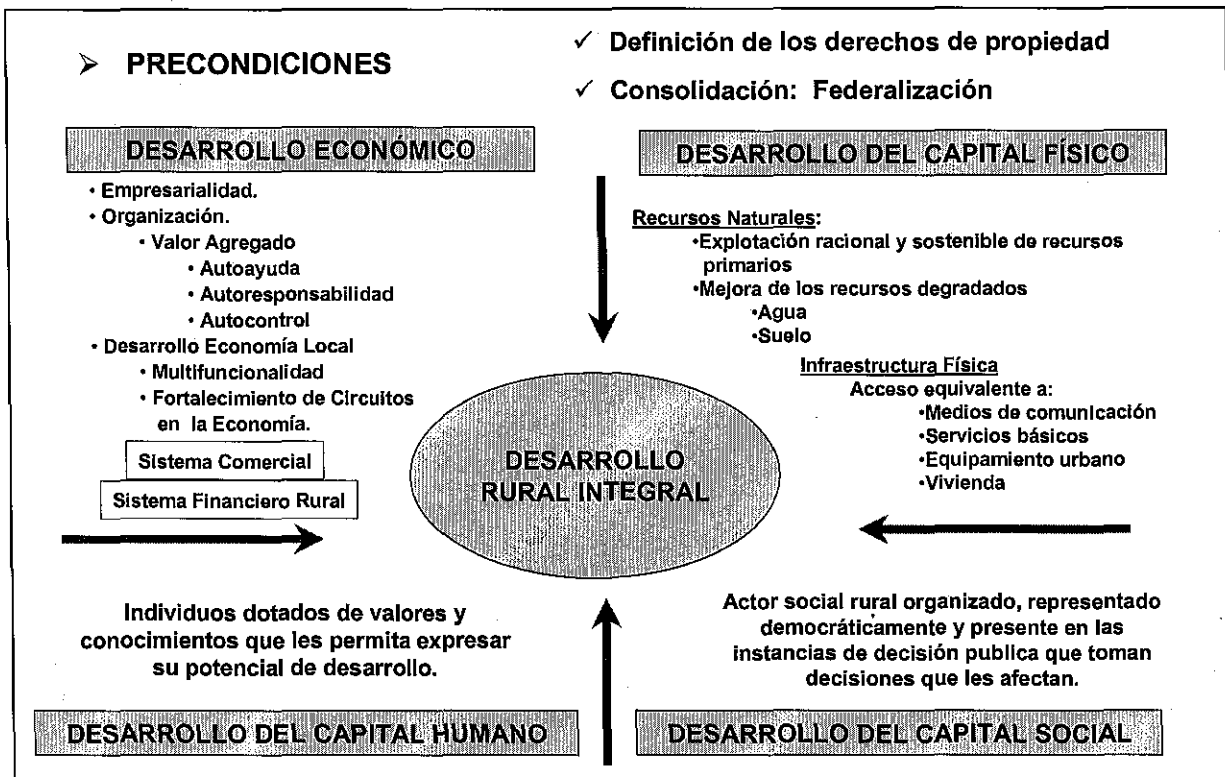 ➢ PRECONDICIONES
✓ Definición de los derechos de propiedad
✓ Consolidación: Federalización
DESARROLLO ECONÓMICO
• Empresarialidad.
• Organización.
• Valor Agregado
• Autoayuda
• Autoresponsabilidad
• Autocontrol
• Desarrollo Economía Local
• Multifuncionalidad
• Fortalecimiento de Circuitos
en la Economía.
Sistema Comercial
Sistema Financiero Rural
DESARROLLO DEL CAPITAL FÍSICO
Recursos Naturales:
•Explotación racional y sostenible de recursos
primarios
•Mejora de los recursos degradados
•Agua
•Suelo
Infraestructura Física
Acceso equivalente a:
•Medios de comunicación
•Servicios básicos
•Equipamiento urbano
•Vivienda
DESARROLLO
RURAL INTEGRAL
Individuos dotados de valores y
conocimientos que les permita expresar
su potencial de desarrollo.
DESARROLLO DEL CAPITAL HUMANO
Actor social rural organizado, representado
democráticamente y presente en las
instancias de decisión publica que toman
decisiones que les afectan.
DESARROLLO DEL CAPITAL SOCIAL